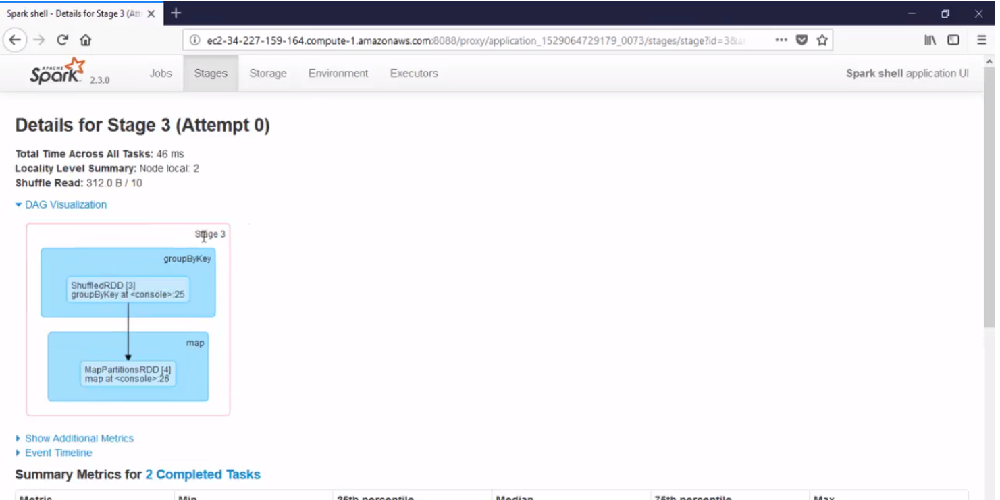 Spark shell - Details for Stage 3 (Att
ec2-34-227-159-164.compute-1.amazonaws.com:8088/proxy/application_1529064729179_0073/stages/stage?id=3&at
APACHE Spark 2.3.0 Jobs Stages Storage Environment Executors Spark shell application UI
Details for Stage 3 (Attempt 0)
Total Time Across All Tasks: 46 ms
Locality Level Summary: Node local: 2
Shuffle Read: 312.0 B / 10
DAG Visualization
Stage 3
groupByKey
ShuffledRDD [3]
groupByKey at <console>:25
map
MapPartitionsRDD [4]
map at <console>:26
Show Additional Metrics
Event Timeline
Summary Metrics for 2 Completed Tasks
Metric Min 25th percentile Median 75th percentile Max